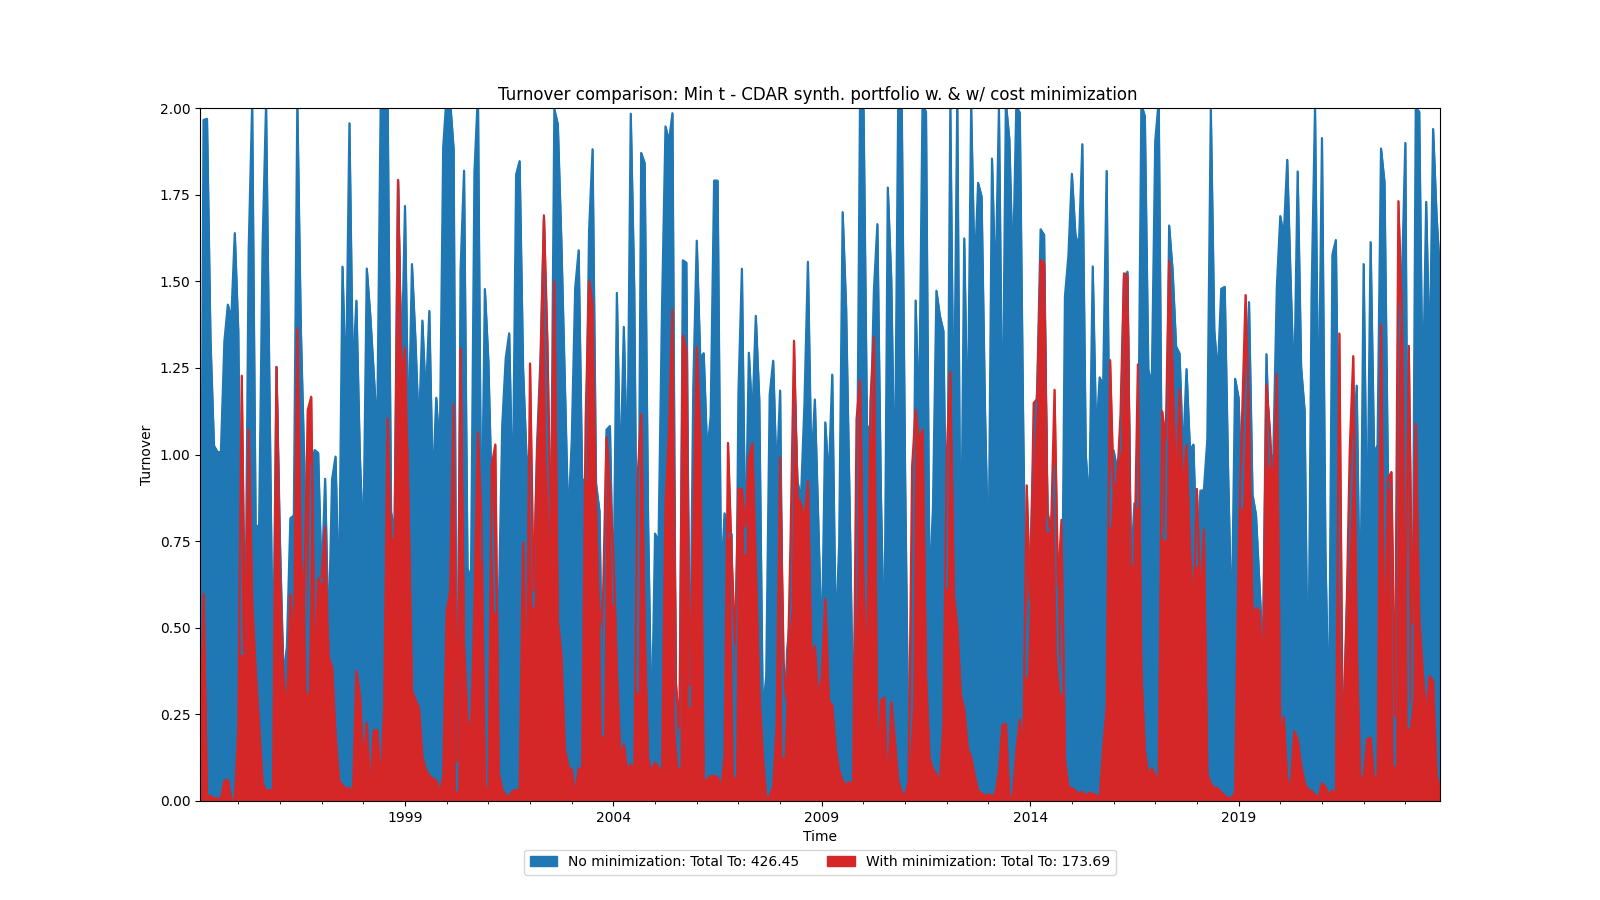 Turnover comparison: Min t - CDAR synth. portfolio w. & w/ cost minimization
2.00
1.75
1.50
1.25
1.00
0.75
0.50
0.25
0.00
Turnover
1999 2004 2009 2014 2019
Time
No minimization: Total To: 426.45 With minimization: Total To: 173.69